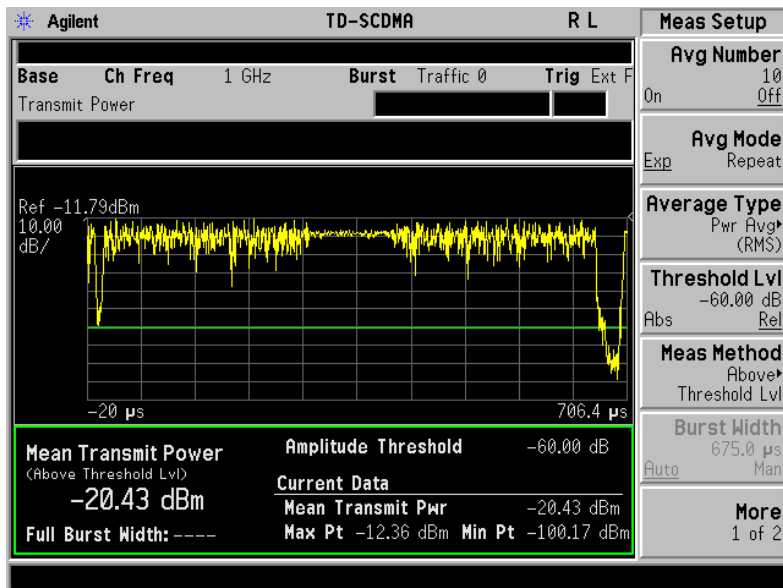 Agilent TD-SCDMA R L
Base Ch Freq 1 GHz Burst Traffic 0 Trig Ext F
Transmit Power
Ref -11.79dBm
10.00
dB/
-20 µs 706.4 µs
Mean Transmit Power
(Above Threshold Lvl)
-20.43 dBm
Full Burst Width: ----
Amplitude Threshold -60.00 dB
Current Data
Mean Transmit Pwr -20.43 dBm
Max Pt -12.36 dBm Min Pt -100.17 dBm
Meas Setup
Avg Number
10
On Off
Avg Mode
Exp Repeat
Average Type
Pwr Avg
(RMS)
Threshold Lvl
-60.00 dB
Abs Rel
Meas Method
Above
Threshold Lvl
Burst Width
675.0 µs
Auto Man
More
1 of 2